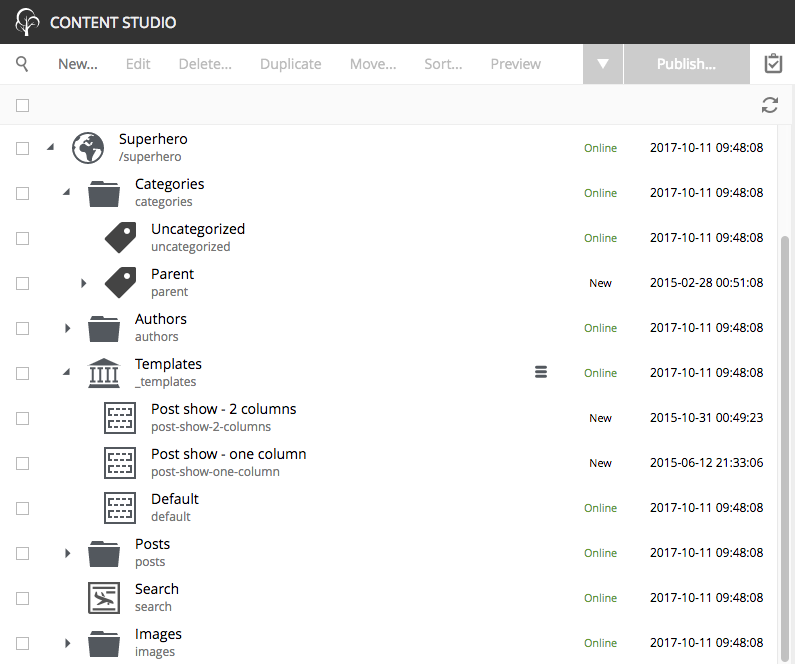 CONTENT STUDIO
New... Edit Delete... Duplicate Move... Sort... Preview Publish...
Superhero Online 2017-10-11 09:48:08
/superhero
Categories Online 2017-10-11 09:48:08
categories
Uncategorized Online 2017-10-11 09:48:08
uncategorized
Parent New 2015-02-28 00:51:08
parent
Authors Online 2017-10-11 09:48:08
authors
Templates Online 2017-10-11 09:48:08
_templates
Post show - 2 columns New 2015-10-31 00:49:23
post-show-2-columns
Post show - one column New 2015-06-12 21:33:06
post-show-one-column
Default Online 2017-10-11 09:48:08
default
Posts Online 2017-10-11 09:48:08
posts
Search Online 2017-10-11 09:48:08
search
Images Online 2017-10-11 09:48:08
images